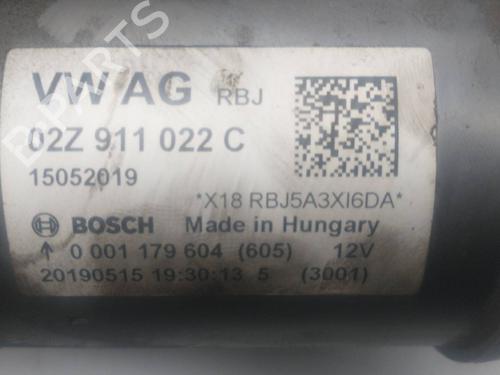 B-PARTS
VW AG RBJ
02Z 911 022 C
15052019
*X18 RBJ5A3XI6DA*
BOSCH Made in Hungary
↑ 0 001 179 604 (605) 12V
20190515 19:30:13 5 (3001)